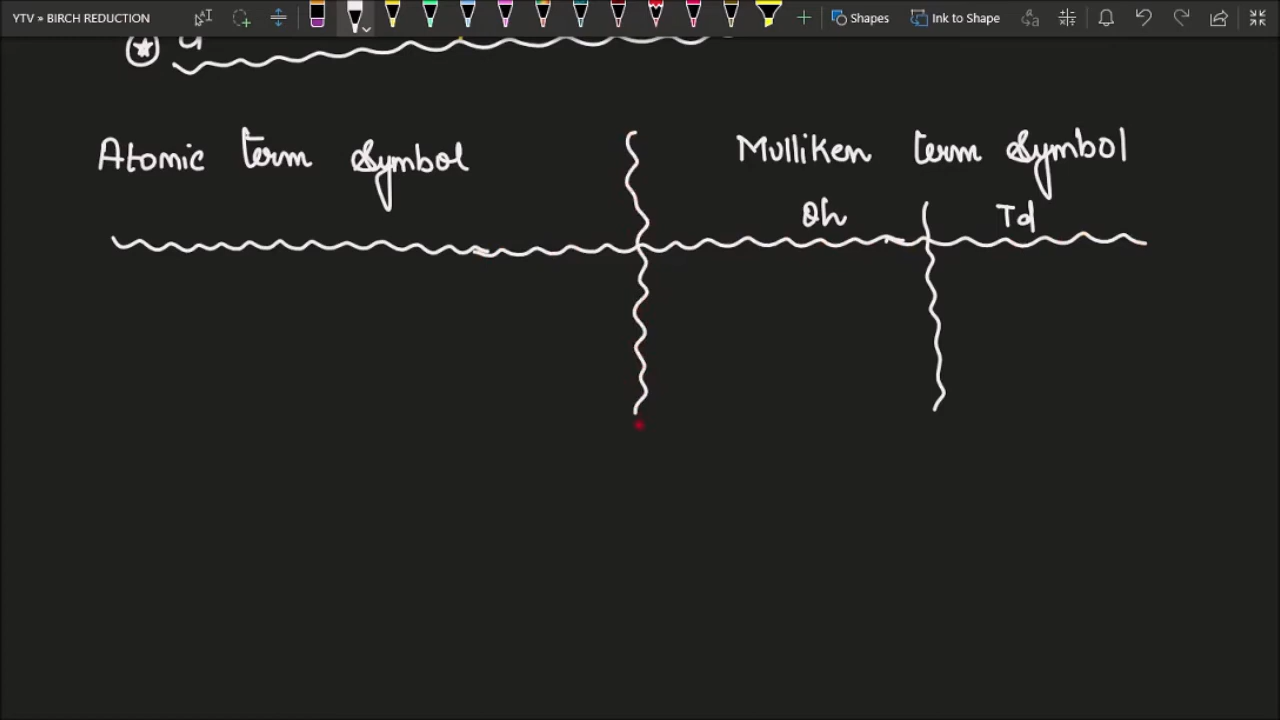 YTV » BIRCH REDUCTION
Shapes
Ink to Shape
Atomic term Symbol
Mulliken term Symbol
Oh
Td